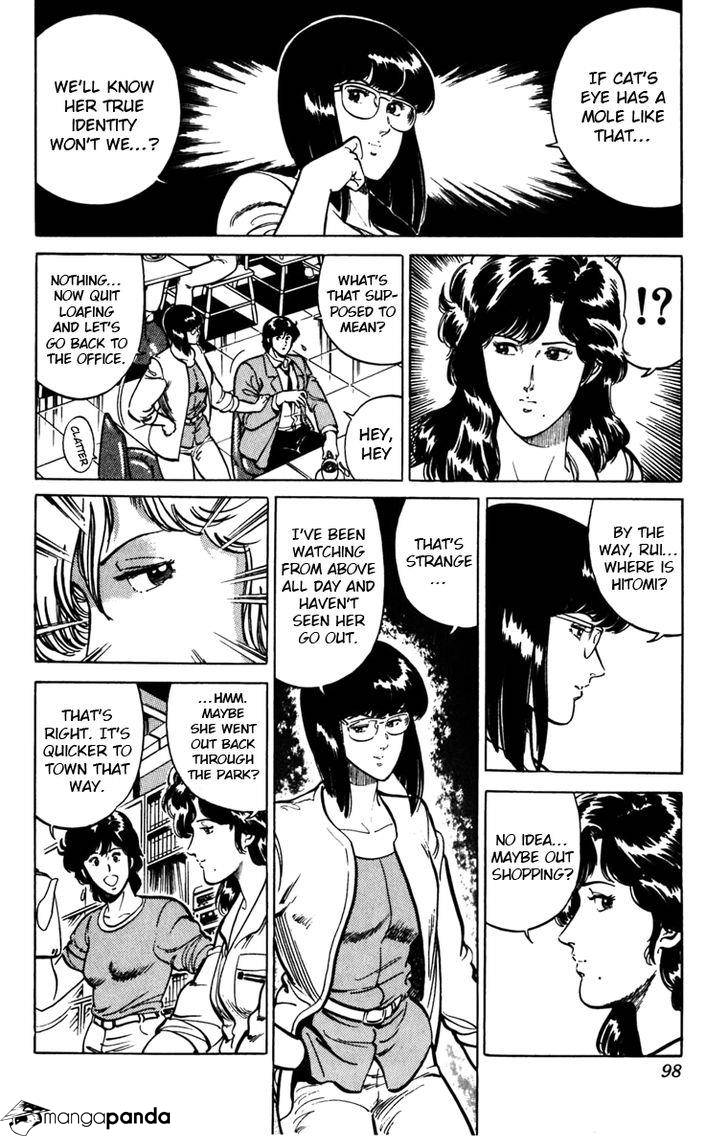 IF CAT'S
EYE HAS A
MOLE LIKE
THAT...
WE'LL KNOW
HER TRUE
IDENTITY
WON'T WE...?
!?
WHAT'S
THAT SUP-
POSED TO
MEAN?
NOTHING...
NOW QUIT
LOAFING
AND LET'S
GO BACK TO
THE OFFICE.
HEY,
HEY
CLATTER
BY THE
WAY, RUI...
WHERE IS
HITOMI?
NO IDEA...
MAYBE OUT
SHOPPING?
THAT'S
STRANGE
...
I'VE BEEN
WATCHING
FROM ABOVE
ALL DAY AND
HAVEN'T
SEEN HER
GO OUT.
...HMM.
MAYBE
SHE WENT
OUT BACK
THROUGH
THE PARK?
THAT'S
RIGHT. IT'S
QUICKER TO
TOWN THAT
WAY.
98
mangapanda